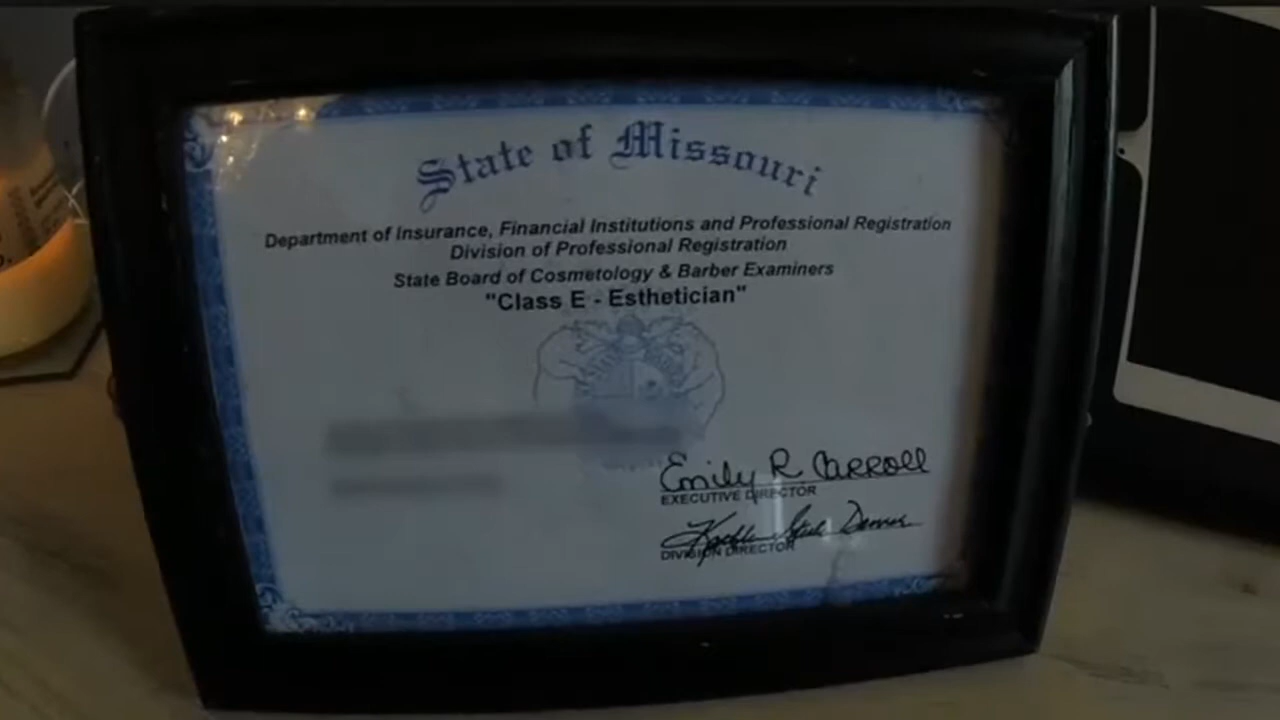 State of Missouri
Department of Insurance, Financial Institutions and Professional Registration
Division of Professional Registration
State Board of Cosmetology & Barber Examiners
"Class E - Esthetician"
Emily R Carroll
EXECUTIVE DIRECTOR
DIVISION DIRECTOR